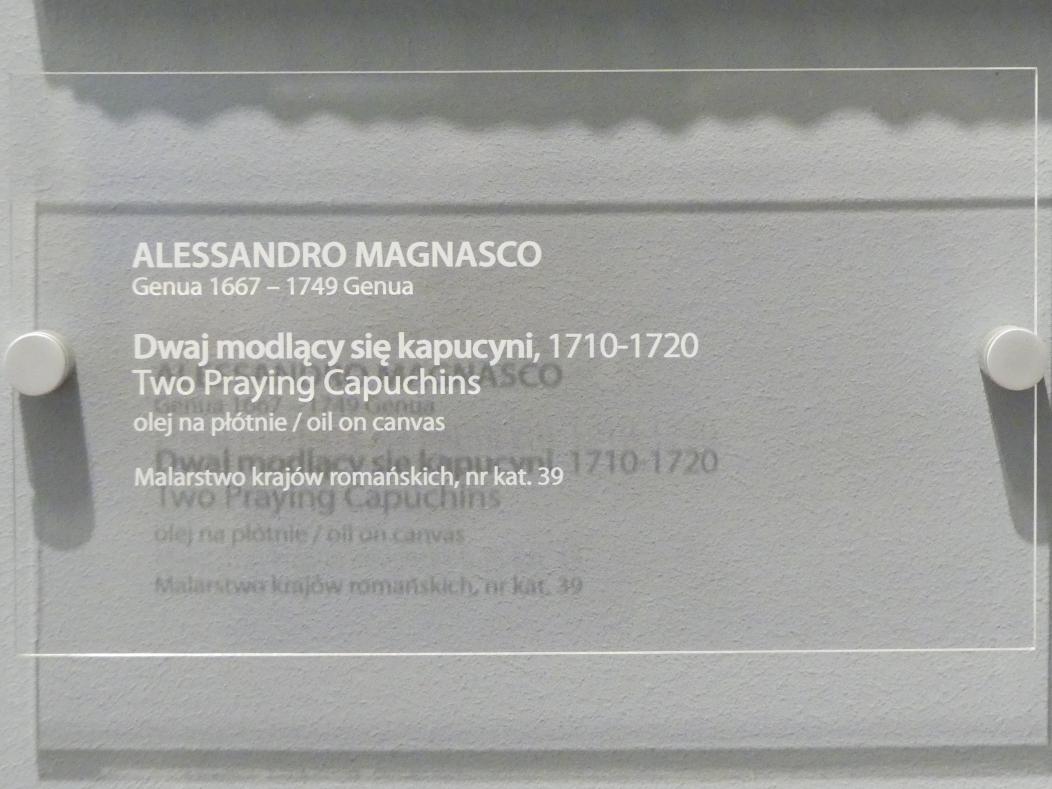 ALESSANDRO MAGNASCO
Genua 1667 – 1749 Genua
Dwaj modlący się kapucyni, 1710-1720
Two Praying Capuchins
olej na płótnie / oil on canvas
Malarstwo krajów romańskich, nr kat. 39